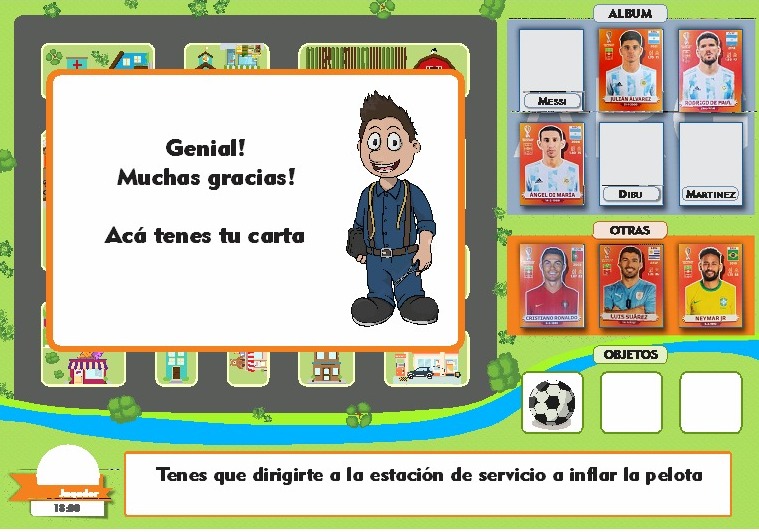 ALBUM
MESSI
JULIÁN ÁLVAREZ
RODRIGO DE PAUL
ÁNGEL DI MARÍA
DIBU
MARTINEZ
Genial!
Muchas gracias!
Acá tenes tu carta
OTRAS
CRISTIANO RONALDO
LUIS SUÁREZ
NEYMAR JR
OBJETOS
Jugador
18:00
Tenes que dirigirte a la estación de servicio a inflar la pelota